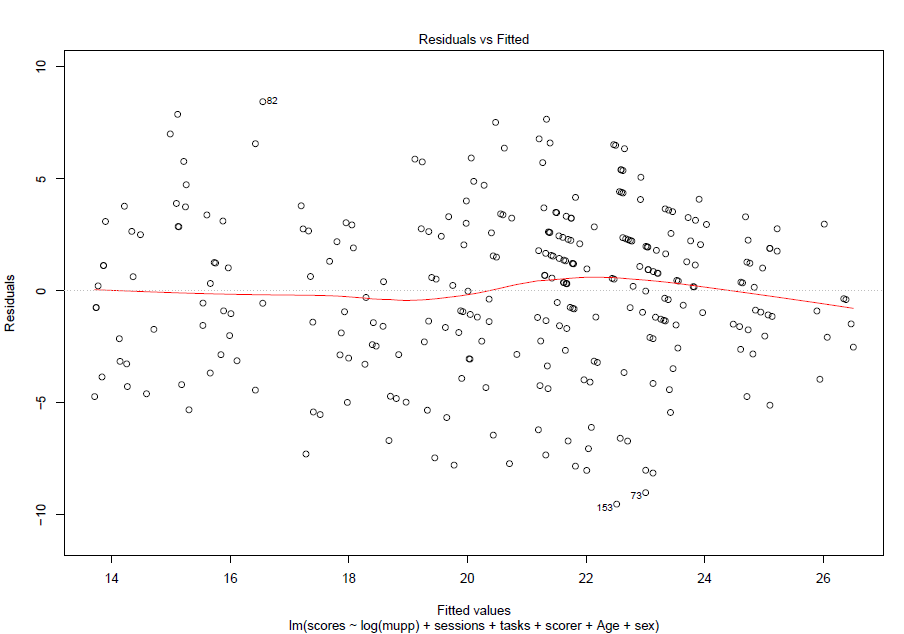 Residuals vs Fitted
10
5
0
−5
−10
Residuals
82
73
153
14 16 18 20 22 24 26
Fitted values
lm(scores ~ log(mupp) + sessions + tasks + scorer + Age + sex)